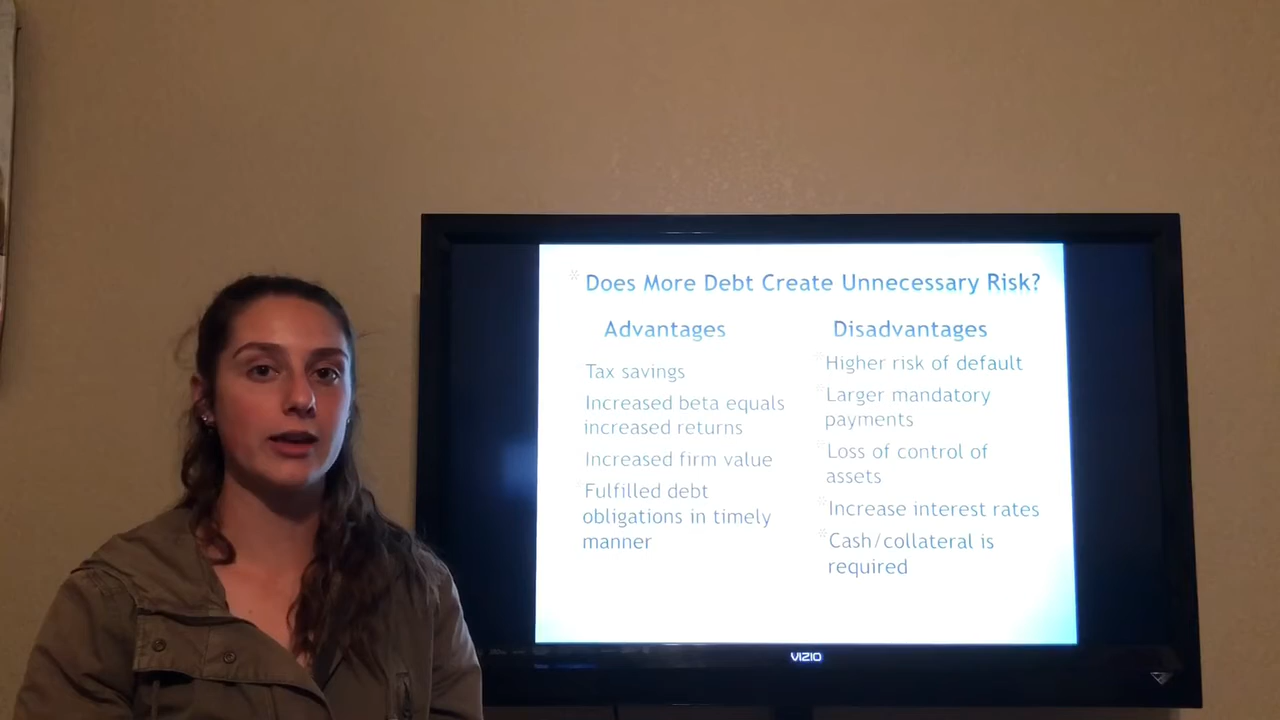 * Does More Debt Create Unnecessary Risk?
Advantages
Tax savings
Increased beta equals
increased returns
Increased firm value
* Fulfilled debt
obligations in timely
manner
Disadvantages
* Higher risk of default
* Larger mandatory
payments
* Loss of control of
assets
* Increase interest rates
* Cash/collateral is
required
VIZIO